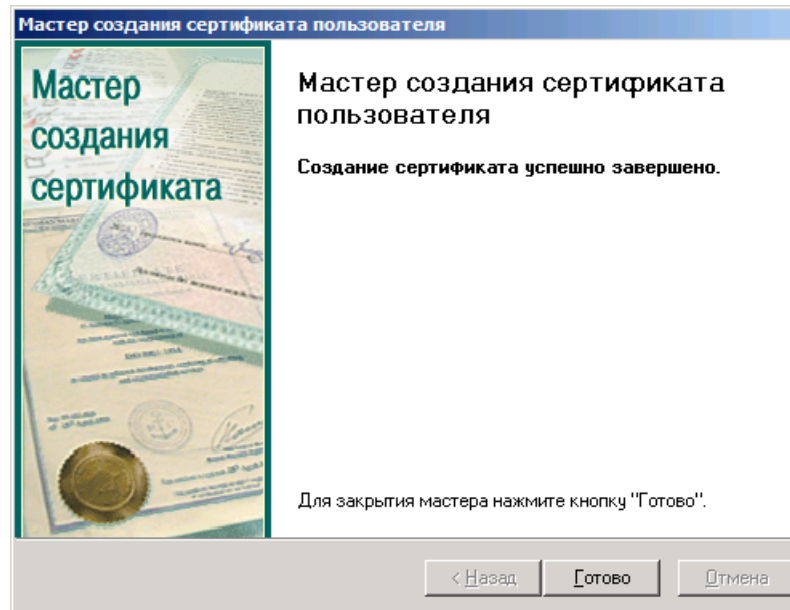 Мастер создания сертификата пользователя
Мастер
создания
сертификата
Мастер создания сертификата
пользователя
Создание сертификата успешно завершено.
Для закрытия мастера нажмите кнопку "Готово".
< Назад
Готово
Отмена